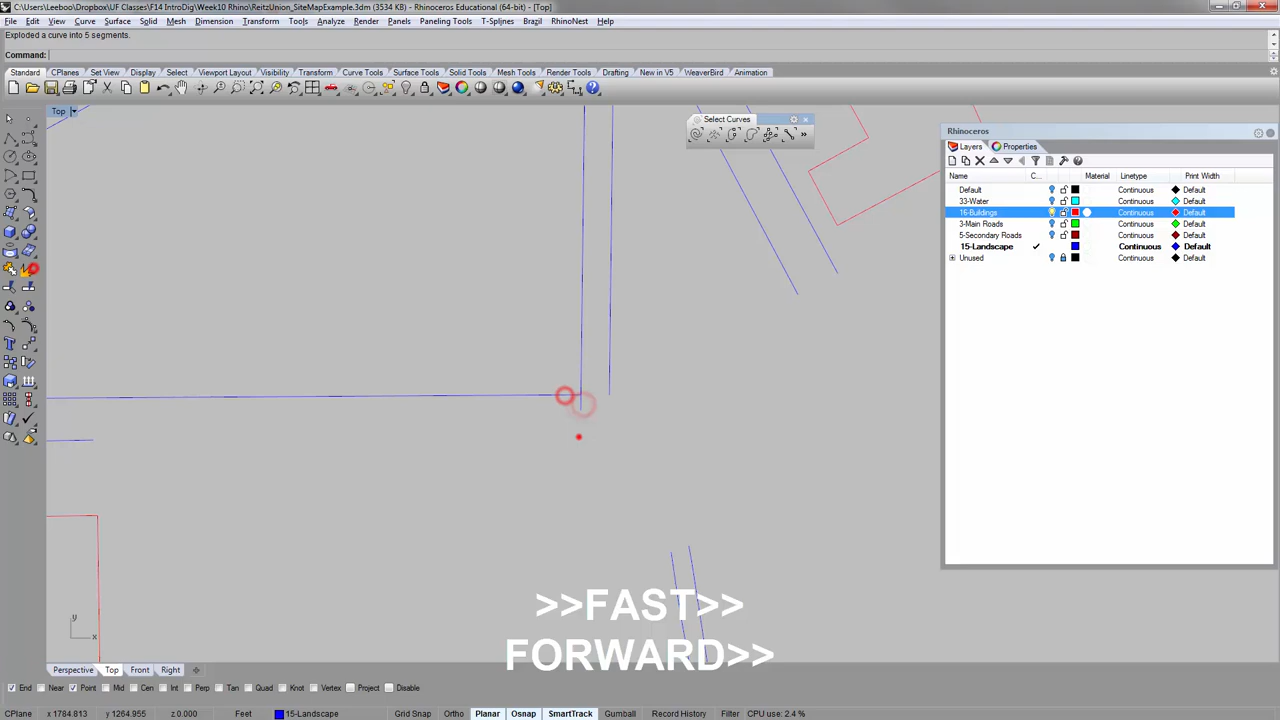 C:\Users\Leeboo\Dropbox\UF Classes\F14 IntroDig\Week10 Rhino\ReitzUnion_SiteMapExample.3dm (3534 KB) - Rhinoceros Educational (64-bit) - [Top]
File Edit View Curve Surface Solid Mesh Dimension Transform Tools Analyze Render Panels Paneling Tools T-Splines Brazil RhinoNest Help
Exploded a curve into 5 segments.
Command:
Standard CPlanes Set View Display Select Viewport Layout Visibility Transform Curve Tools Surface Tools Solid Tools Mesh Tools Render Tools Drafting New in V5 WeaverBird Animation
Top
Select Curves
Rhinoceros
Layers Properties
Name C... Material Linetype Print Width
Default Continuous Default
33-Water Continuous Default
16-Buildings Continuous Default
3-Main Roads Continuous Default
5-Secondary Roads Continuous Default
15-Landscape Continuous Default
Unused Continuous Default
>>FAST>>
FORWARD>>
y
x
Perspective Top Front Right
End Near Point Mid Cen Int Perp Tan Quad Knot Vertex Project Disable
CPlane x 1784.813 y 1264.955 z 0.000 Feet 15-Landscape Grid Snap Ortho Planar Osnap SmartTrack Gumball Record History Filter CPU use: 2.4 %